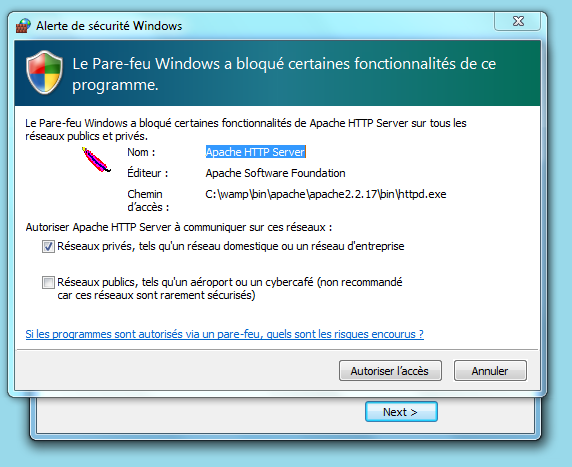 Alerte de sécurité Windows
Le Pare-feu Windows a bloqué certaines fonctionnalités de ce
programme.
Le Pare-feu Windows a bloqué certaines fonctionnalités de Apache HTTP Server sur tous les
réseaux publics et privés.
Nom : Apache HTTP Server
Éditeur : Apache Software Foundation
Chemin C:\wamp\bin\apache\apache2.2.17\bin\httpd.exe
d'accès :
Autoriser Apache HTTP Server à communiquer sur ces réseaux :
Réseaux privés, tels qu'un réseau domestique ou un réseau d'entreprise
Réseaux publics, tels qu'un aéroport ou un cybercafé (non recommandé
car ces réseaux sont rarement sécurisés)
Si les programmes sont autorisés via un pare-feu, quels sont les risques encourus ?
Autoriser l'accès Annuler
Next >